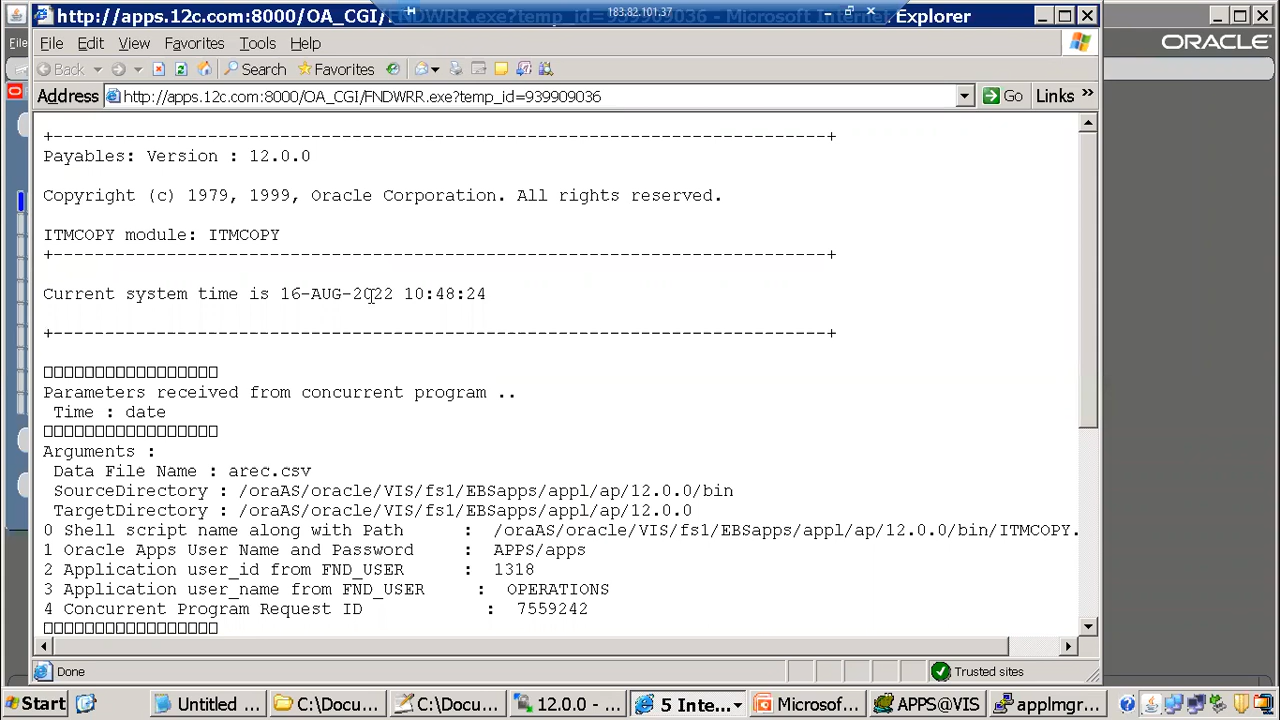 http://apps.12c.com:8000/OA_CGI/FNDWRR.exe?temp_id=939909036 - Microsoft Internet Explorer
183.82.101.37
File Edit View Favorites Tools Help
ORACLE
File
Back Search Favorites
Address http://apps.12c.com:8000/OA_CGI/FNDWRR.exe?temp_id=939909036 Go Links »
+---------------------------------------------------------------------------+
Payables: Version : 12.0.0
Copyright (c) 1979, 1999, Oracle Corporation. All rights reserved.
ITMCOPY module: ITMCOPY
+---------------------------------------------------------------------------+
Current system time is 16-AUG-2022 10:48:24
+---------------------------------------------------------------------------+
Parameters received from concurrent program ..
Time : date
Arguments :
Data File Name : arec.csv
SourceDirectory : /oraAS/oracle/VIS/fs1/EBSapps/appl/ap/12.0.0/bin
TargetDirectory : /oraAS/oracle/VIS/fs1/EBSapps/appl/ap/12.0.0
0 Shell script name along with Path : /oraAS/oracle/VIS/fs1/EBSapps/appl/ap/12.0.0/bin/ITMCOPY.
1 Oracle Apps User Name and Password : APPS/apps
2 Application user_id from FND_USER : 1318
3 Application user_name from FND_USER : OPERATIONS
4 Concurrent Program Request ID : 7559242
Done Trusted sites
Start Untitled ... C:\Docu... C:\Docu... 12.0.0 - ... 5 Inte... Microsof... APPS@VIS applmgr...